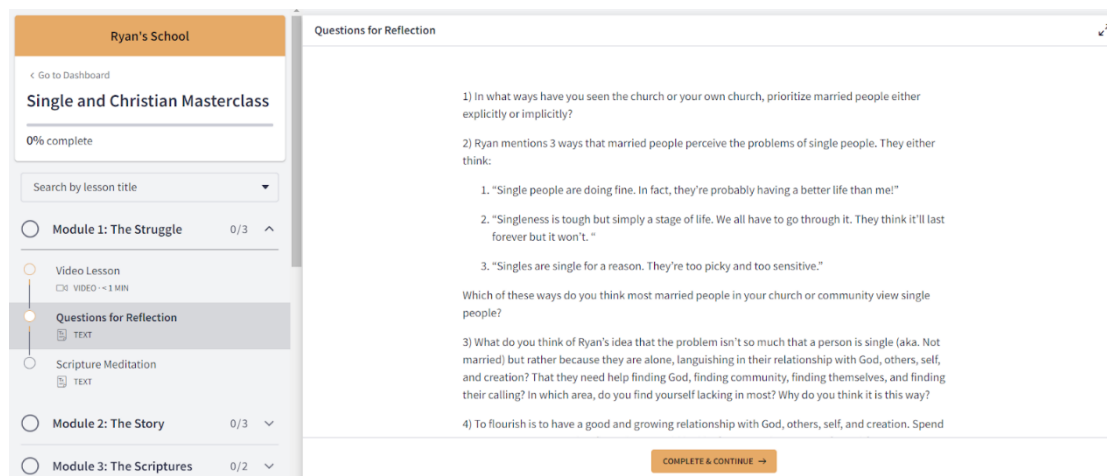 Ryan's School
< Go to Dashboard
Single and Christian Masterclass
0% complete
Search by lesson title
Module 1: The Struggle 0/3
Video Lesson
VIDEO • < 1 MIN
Questions for Reflection
TEXT
Scripture Meditation
TEXT
Module 2: The Story 0/3
Module 3: The Scriptures 0/2
Questions for Reflection
1) In what ways have you seen the church or your own church, prioritize married people either
explicitly or implicitly?
2) Ryan mentions 3 ways that married people perceive the problems of single people. They either
think:
1. “Single people are doing fine. In fact, they’re probably having a better life than me!”
2. “Singleness is tough but simply a stage of life. We all have to go through it. They think it’ll last
forever but it won’t. “
3. “Singles are single for a reason. They’re too picky and too sensitive.”
Which of these ways do you think most married people in your church or community view single
people?
3) What do you think of Ryan’s idea that the problem isn’t so much that a person is single (aka. Not
married) but rather because they are alone, languishing in their relationship with God, others, self,
and creation? That they need help finding God, finding community, finding themselves, and finding
their calling? In which area, do you find yourself lacking in most? Why do you think it is this way?
4) To flourish is to have a good and growing relationship with God, others, self, and creation. Spend
COMPLETE & CONTINUE →